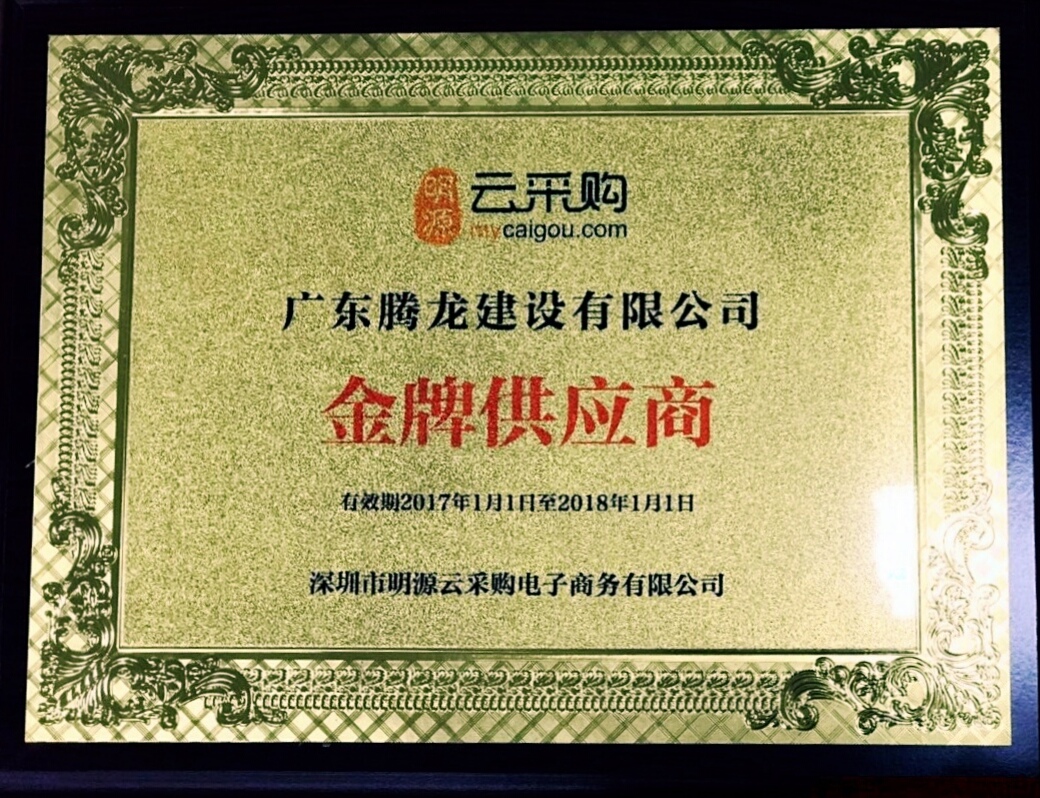 明源 云采购
mycaigou.com
广东腾龙建设有限公司
金牌供应商
有效期2017年1月1日至2018年1月1日
深圳市明源云采购电子商务有限公司